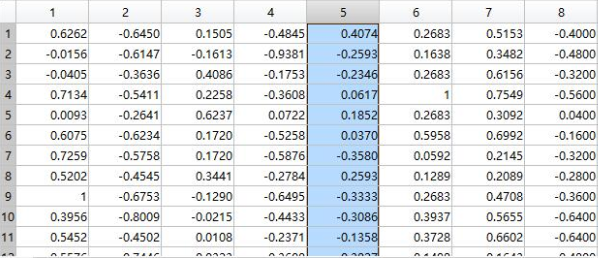 1 2 3 4 5 6 7 8
1 0.6262 -0.6450 0.1505 -0.4845 0.4074 0.2683 0.5153 -0.4000
2 -0.0156 -0.6147 -0.1613 -0.9381 -0.2593 0.1638 0.3482 -0.4800
3 -0.0405 -0.3636 0.4086 -0.1753 -0.2346 0.2683 0.6156 -0.3200
4 0.7134 -0.5411 0.2258 -0.3608 0.0617 1 0.7549 -0.5600
5 0.0093 -0.2641 0.6237 0.0722 0.1852 0.2683 0.3092 0.0400
6 0.6075 -0.6234 0.1720 -0.5258 0.0370 0.5958 0.6992 -0.1600
7 0.7259 -0.5758 0.1720 -0.5876 -0.3580 0.0592 0.2145 -0.3200
8 0.5202 -0.4545 0.3441 -0.2784 0.2593 0.1289 0.2089 -0.2800
9 1 -0.6753 -0.1290 -0.6495 -0.3333 0.2683 0.4708 -0.3600
10 0.3956 -0.8009 -0.0215 -0.4433 -0.3086 0.3937 0.5655 -0.6400
11 0.5452 -0.4502 0.0108 -0.2371 -0.1358 0.3728 0.6602 -0.6400